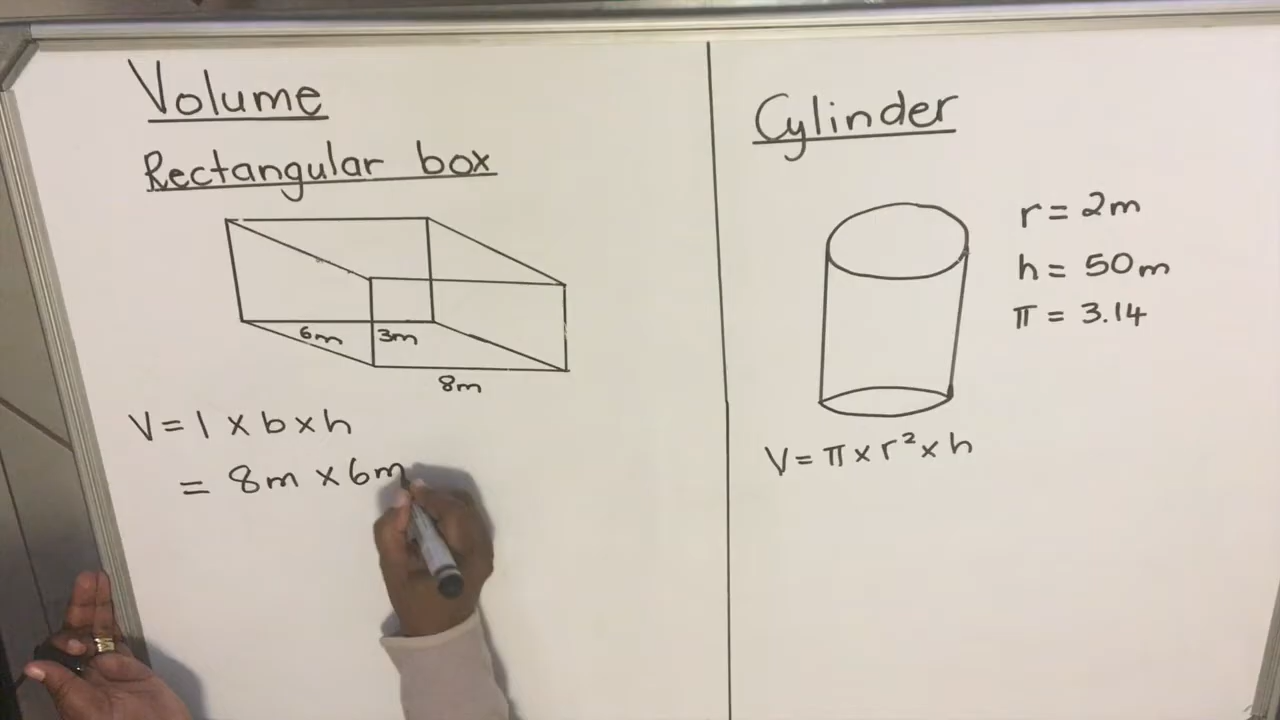 Volume
Rectangular box
6m
3m
8m
V = l × b × h
= 8m × 6m
Cylinder
r = 2m
h = 50m
π = 3.14
V = π × r² × h